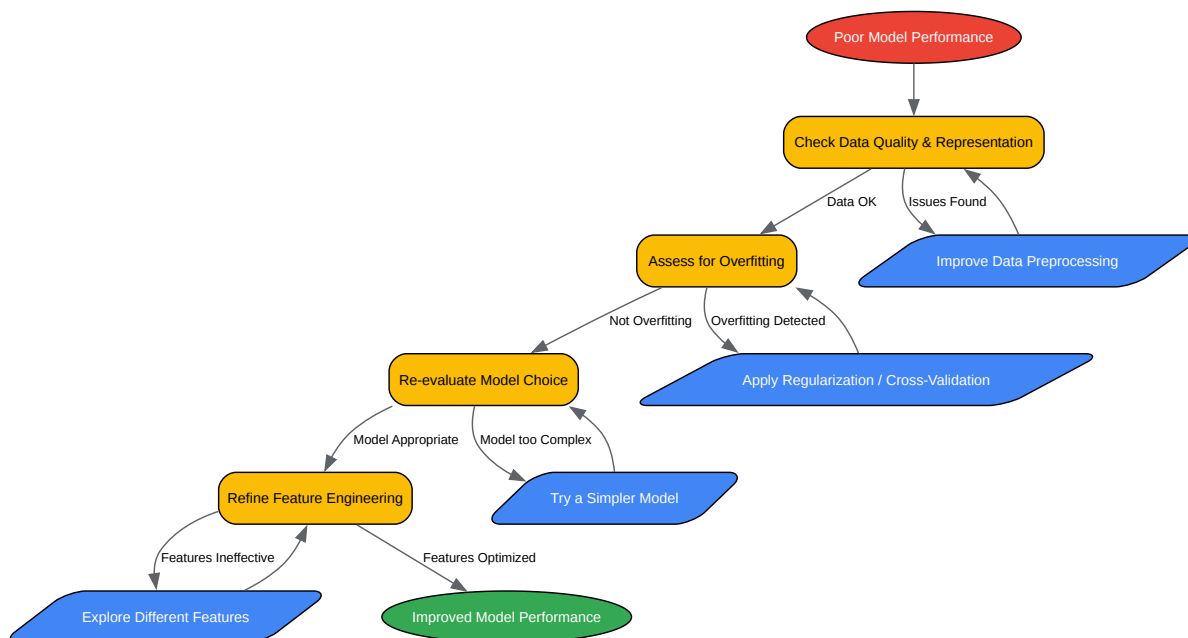 Poor Model Performance
Check Data Quality & Representation
Data OK
Issues Found
Assess for Overfitting
Improve Data Preprocessing
Not Overfitting
Overfitting Detected
Re-evaluate Model Choice
Apply Regularization / Cross-Validation
Model Appropriate
Model too Complex
Refine Feature Engineering
Try a Simpler Model
Features Ineffective
Features Optimized
Explore Different Features
Improved Model Performance